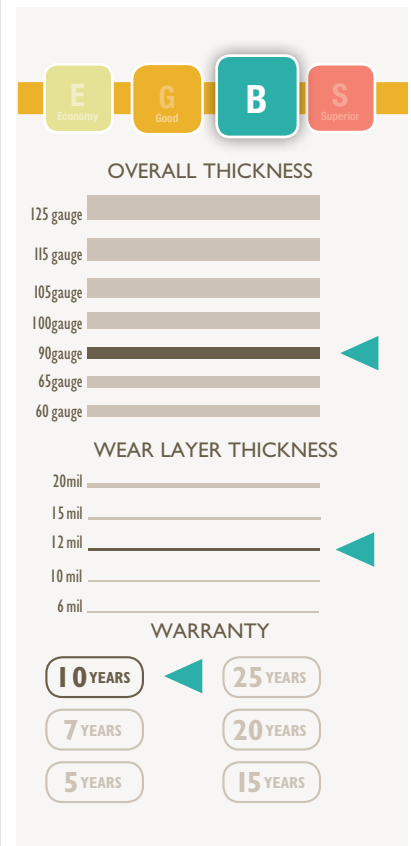 E G B S
Economy Good Superior
OVERALL THICKNESS
125 gauge
115 gauge
105gauge
100gauge
90gauge
65gauge
60 gauge
WEAR LAYER THICKNESS
20mil
15 mil
12 mil
10 mil
6 mil
WARRANTY
10 YEARS 25 YEARS
7 YEARS 20 YEARS
5 YEARS 15 YEARS